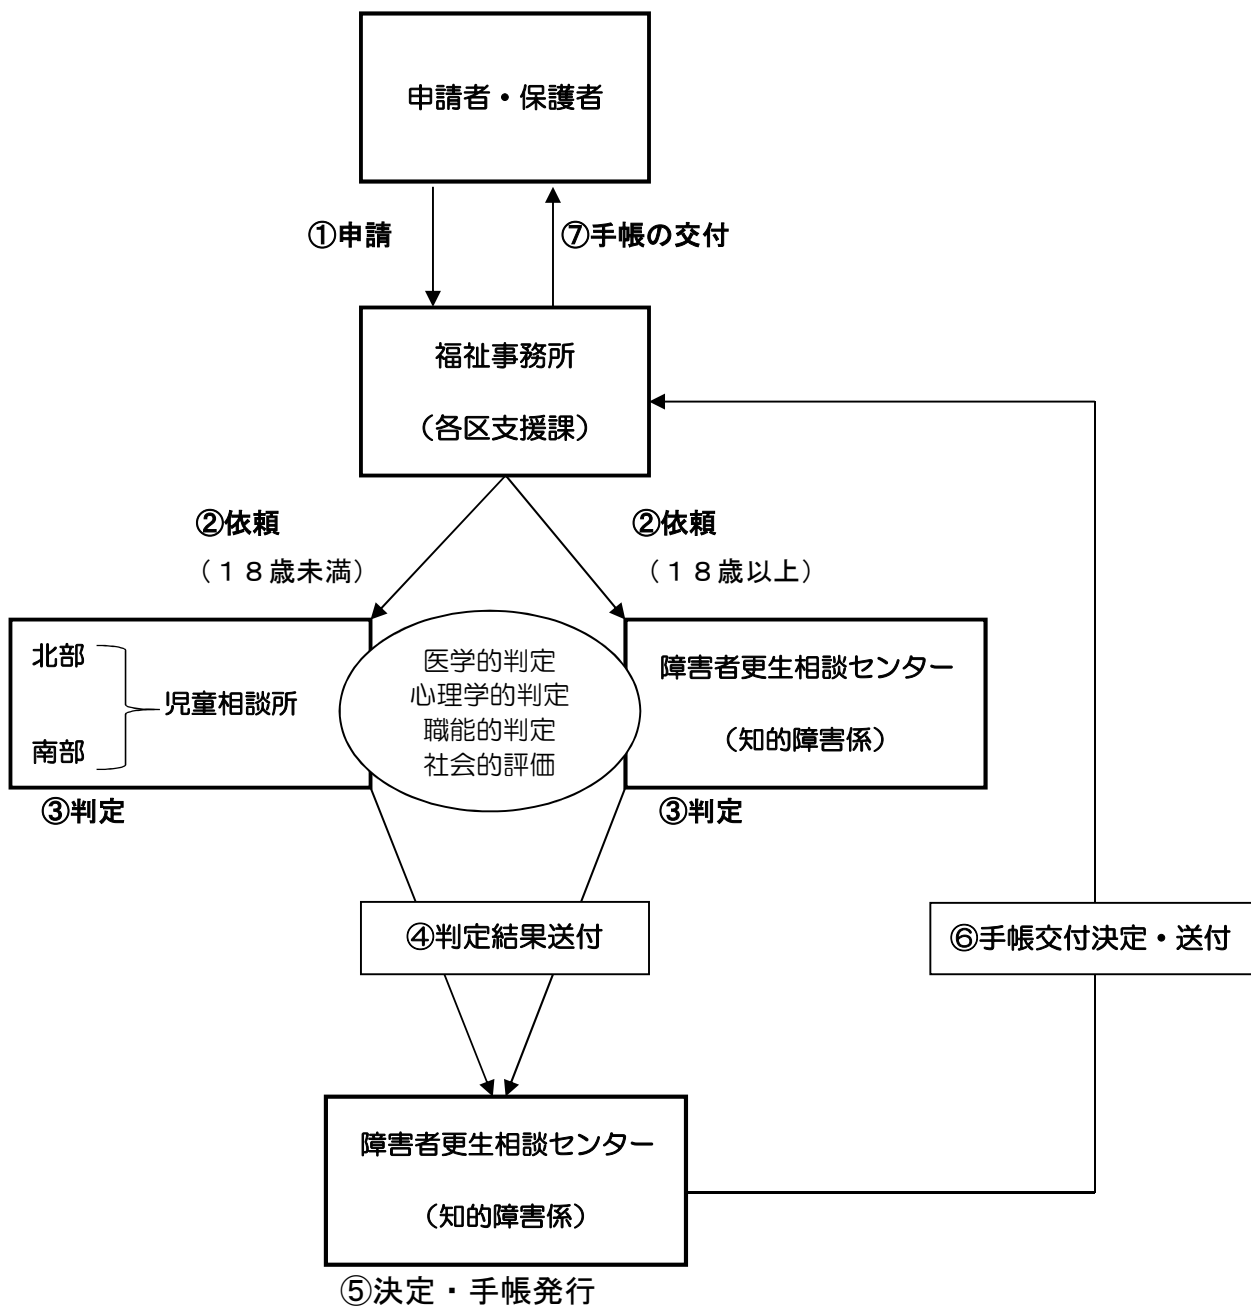 申請者・保護者
①申請
⑦手帳の交付
福祉事務所
（各区支援課）
②依頼
（１８歳未満）
②依頼
（１８歳以上）
北部
児童相談所
南部
③判定
医学的判定
心理学的判定
職能的判定
社会的評価
障害者更生相談センター
（知的障害係）
③判定
④判定結果送付
⑥手帳交付決定・送付
障害者更生相談センター
（知的障害係）
⑤決定・手帳発行